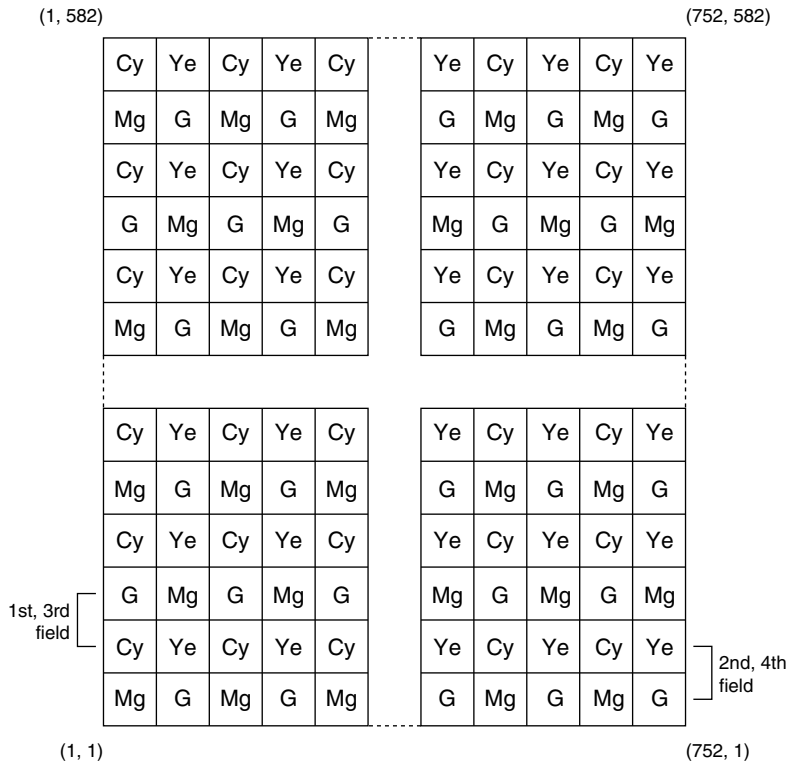 (1, 582) (752, 582)
Cy Ye Cy Ye Cy Ye Cy Ye Cy Ye
Mg G Mg G Mg G Mg G Mg G
Cy Ye Cy Ye Cy Ye Cy Ye Cy Ye
G Mg G Mg G Mg G Mg G Mg
Cy Ye Cy Ye Cy Ye Cy Ye Cy Ye
Mg G Mg G Mg G Mg G Mg G
Cy Ye Cy Ye Cy Ye Cy Ye Cy Ye
Mg G Mg G Mg G Mg G Mg G
Cy Ye Cy Ye Cy Ye Cy Ye Cy Ye
G Mg G Mg G Mg G Mg G Mg
1st, 3rd
field
Cy Ye Cy Ye Cy Ye Cy Ye Cy Ye
2nd, 4th
field
Mg G Mg G Mg G Mg G Mg G
(1, 1) (752, 1)